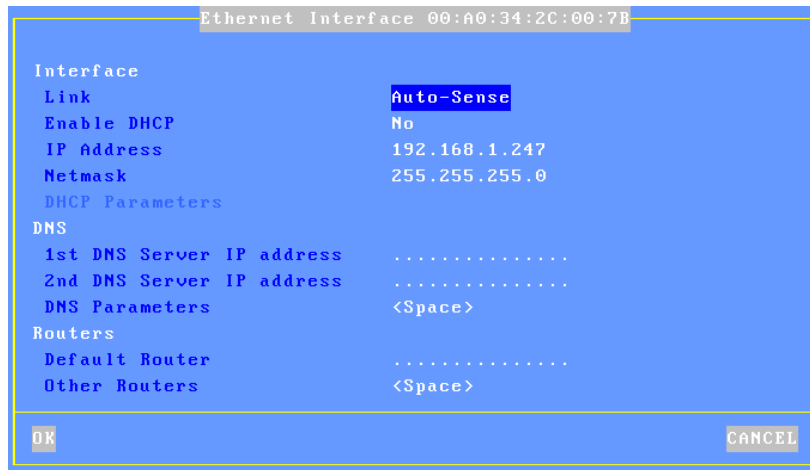 Ethernet Interface 00:A0:34:2C:00:7B
Interface
Link Auto-Sense
Enable DHCP No
IP Address 192.168.1.247
Netmask 255.255.255.0
DHCP Parameters
DNS
1st DNS Server IP address ...............
2nd DNS Server IP address ...............
DNS Parameters <Space>
Routers
Default Router ...............
Other Routers <Space>
OK CANCEL